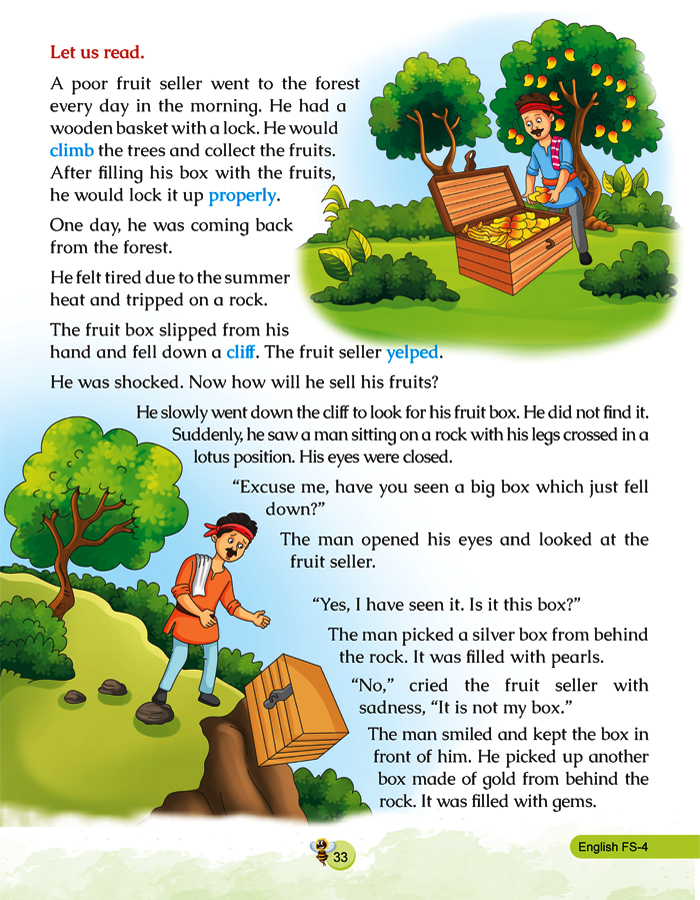 Let us read.
A poor fruit seller went to the forest
every day in the morning. He had a
wooden basket with a lock. He would
climb the trees and collect the fruits.
After filling his box with the fruits,
he would lock it up properly.
One day, he was coming back
from the forest.
He felt tired due to the summer
heat and tripped on a rock.
The fruit box slipped from his
hand and fell down a cliff. The fruit seller yelped.
He was shocked. Now how will he sell his fruits?
He slowly went down the cliff to look for his fruit box. He did not find it.
Suddenly, he saw a man sitting on a rock with his legs crossed in a
lotus position. His eyes were closed.
“Excuse me, have you seen a big box which just fell
down?”
The man opened his eyes and looked at the
fruit seller.
“Yes, I have seen it. Is it this box?”
The man picked a silver box from behind
the rock. It was filled with pearls.
“No,” cried the fruit seller with
sadness, “It is not my box.”
The man smiled and kept the box in
front of him. He picked up another
box made of gold from behind the
rock. It was filled with gems.
33
English FS-4